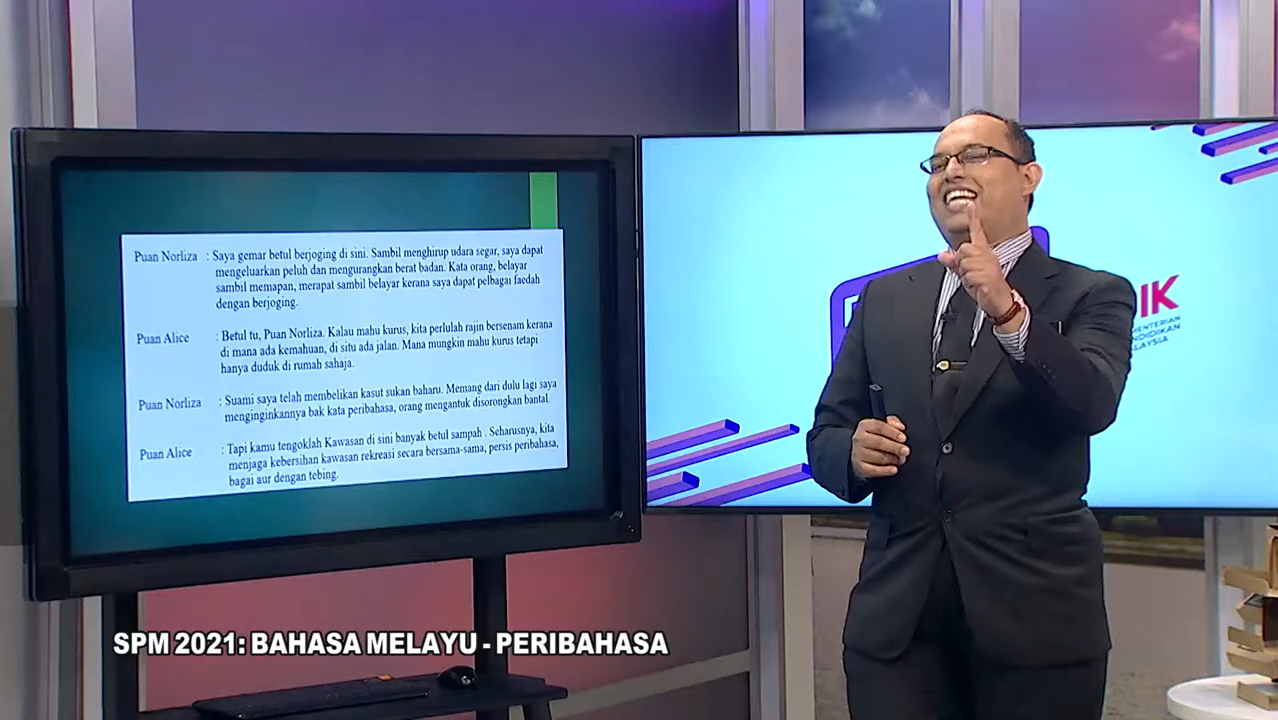 Puan Norliza : Saya gemar betul berjoging di sini. Sambil menghirup udara segar, saya dapat
mengeluarkan peluh dan mengurangkan berat badan. Kata orang, belayar
sambil memapan, merapat sambil belayar kerana saya dapat pelbagai faedah
dengan berjoging.
Puan Alice : Betul tu, Puan Norliza. Kalau mahu kurus, kita perlulah rajin bersenam kerana
di mana ada kemahuan, di situ ada jalan. Mana mungkin mahu kurus tetapi
hanya duduk di rumah sahaja.
Puan Norliza : Suami saya telah membelikan kasut sukan baharu. Memang dari dulu lagi saya
menginginkannya bak kata peribahasa, orang mengantuk disorongkan bantal.
Puan Alice : Tapi kamu tengoklah Kawasan di sini banyak betul sampah . Seharusnya, kita
menjaga kebersihan kawasan rekreasi secara bersama-sama, persis peribahasa,
bagai aur dengan tebing.
IK
SPM 2021: BAHASA MELAYU - PERIBAHASA